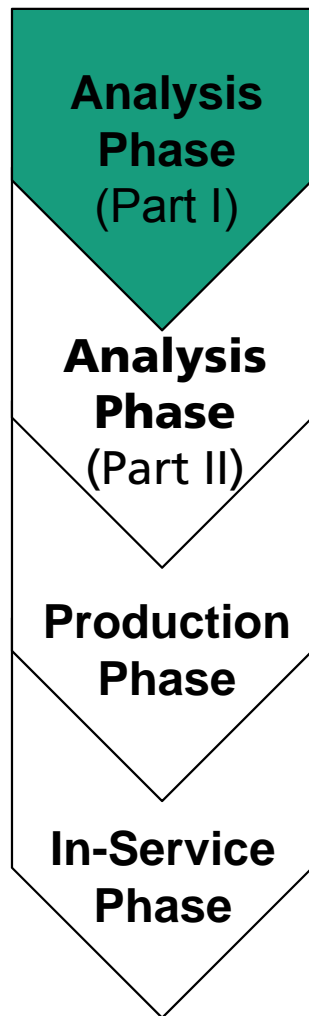 Analysis
Phase
(Part I)
Analysis
Phase
(Part II)
Production
Phase
In-Service
Phase